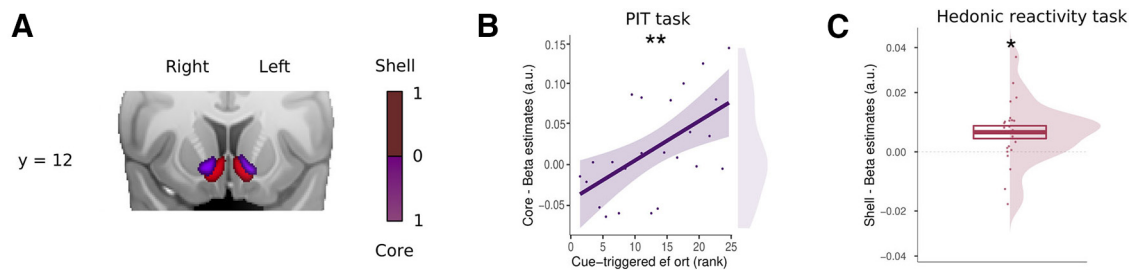 A
Right
Left
Shell
1
0
1
Core
y = 12
B
PIT task
**
0.15
0.10
0.05
0.00
−0.05
0
5
10
15
20
25
Core - Beta estimates (a.u.)
Cue−triggered ef ort (rank)
C
Hedonic reactivity task
*
0.04
0.02
0.00
−0.02
−0.04
Shell - Beta estimates (a.u.)